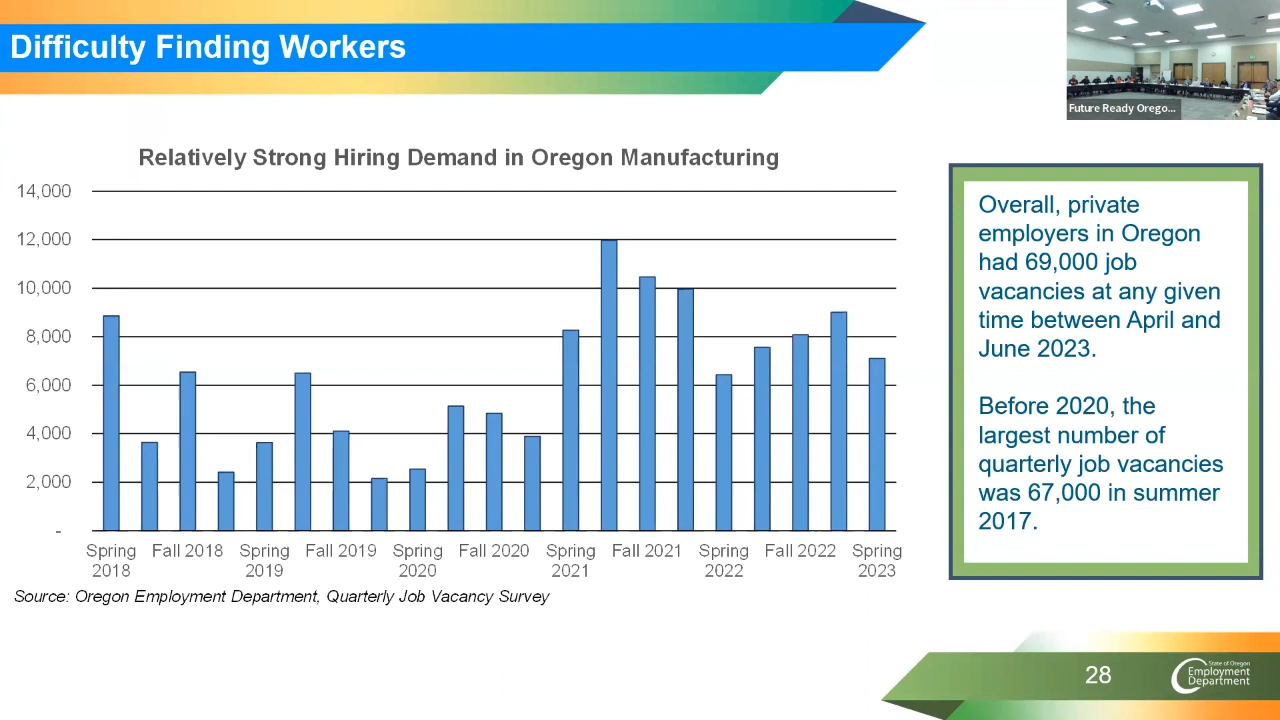 Difficulty Finding Workers
Future Ready Orego...
Relatively Strong Hiring Demand in Oregon Manufacturing
14,000
12,000
10,000
8,000
6,000
4,000
2,000
-
Spring 2018
Fall 2018
Spring 2019
Fall 2019
Spring 2020
Fall 2020
Spring 2021
Fall 2021
Spring 2022
Fall 2022
Spring 2023
Source: Oregon Employment Department, Quarterly Job Vacancy Survey
Overall, private
employers in Oregon
had 69,000 job
vacancies at any given
time between April and
June 2023.
Before 2020, the
largest number of
quarterly job vacancies
was 67,000 in summer
2017.
28
State of Oregon
Employment
Department